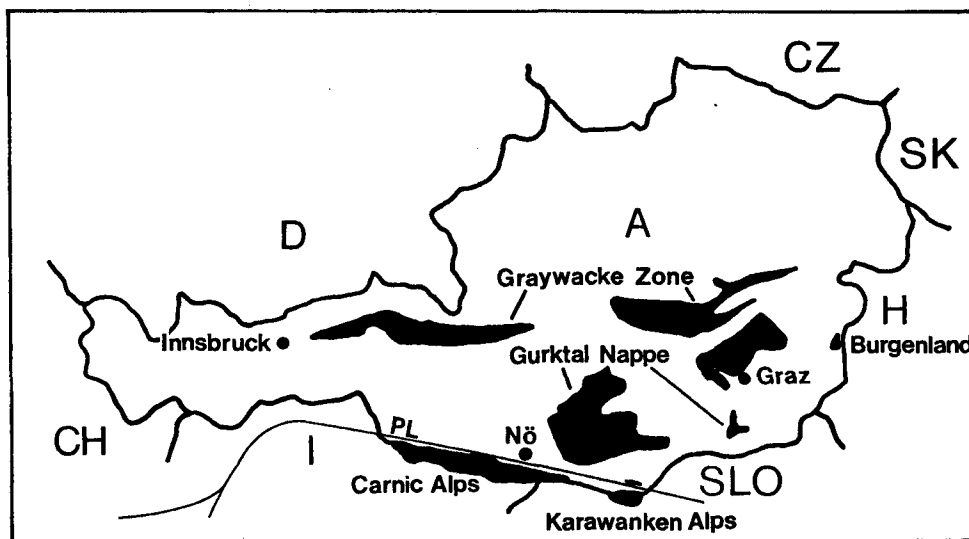 CZ
SK
D
A
Graywacke Zone
H
Innsbruck
Burgenland
Gurktal Nappe
Graz
CH
I
PL
Nö
SLO
Carnic Alps
Karawanken Alps